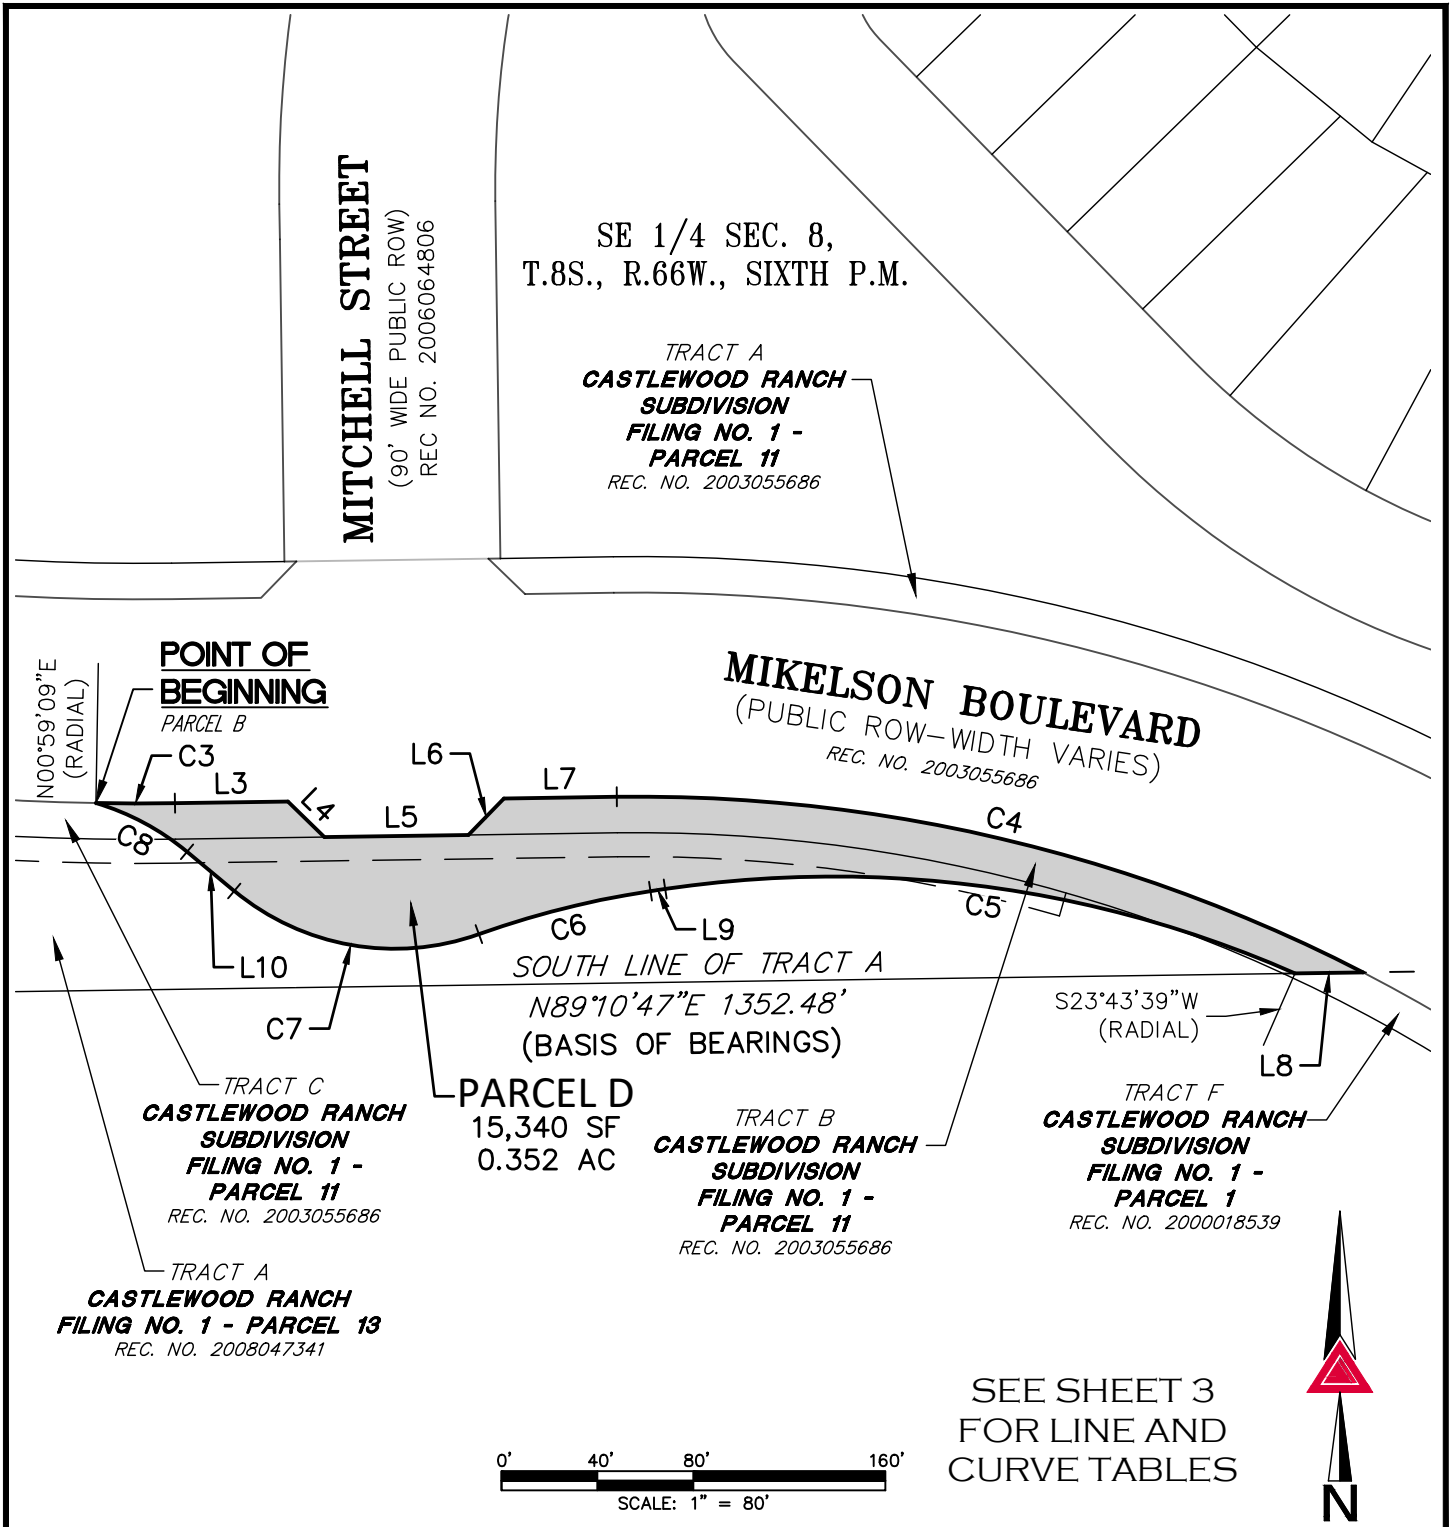 MITCHELL STREET
(90' WIDE PUBLIC ROW)
REC NO. 2006064806
SE 1/4 SEC. 8,
T.8S., R.66W., SIXTH P.M.
TRACT A
CASTLEWOOD RANCH
SUBDIVISION
FILING NO. 1 -
PARCEL 11
REC. NO. 2003055686
N00°59'09"E
(RADIAL)
POINT OF
BEGINNING
PARCEL B
MIKELSON BOULEVARD
(PUBLIC ROW-WIDTH VARIES)
REC. NO. 2003055686
C3
L3
L4
L5
L6
L7
C4
C8
C5
C6
L9
L10
C7
SOUTH LINE OF TRACT A
N89°10'47"E 1352.48'
(BASIS OF BEARINGS)
S23°43'39"W
(RADIAL)
L8
PARCEL D
15,340 SF
0.352 AC
TRACT C
CASTLEWOOD RANCH
SUBDIVISION
FILING NO. 1 -
PARCEL 11
REC. NO. 2003055686
TRACT B
CASTLEWOOD RANCH
SUBDIVISION
FILING NO. 1 -
PARCEL 11
REC. NO. 2003055686
TRACT F
CASTLEWOOD RANCH
SUBDIVISION
FILING NO. 1 -
PARCEL 1
REC. NO. 2000018539
TRACT A
CASTLEWOOD RANCH
FILING NO. 1 - PARCEL 13
REC. NO. 2008047341
SEE SHEET 3
FOR LINE AND
CURVE TABLES
0' 40' 80' 160'
SCALE: 1" = 80'
N